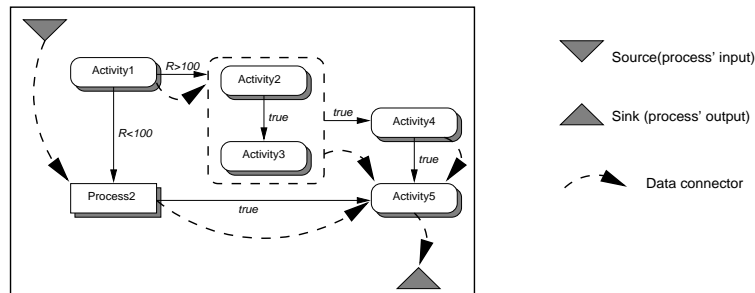 Activity1
R>100
Activity2
true
Activity3
R<100
true
Activity4
true
Process2
true
Activity5
Source(process' input)
Sink (process' output)
Data connector